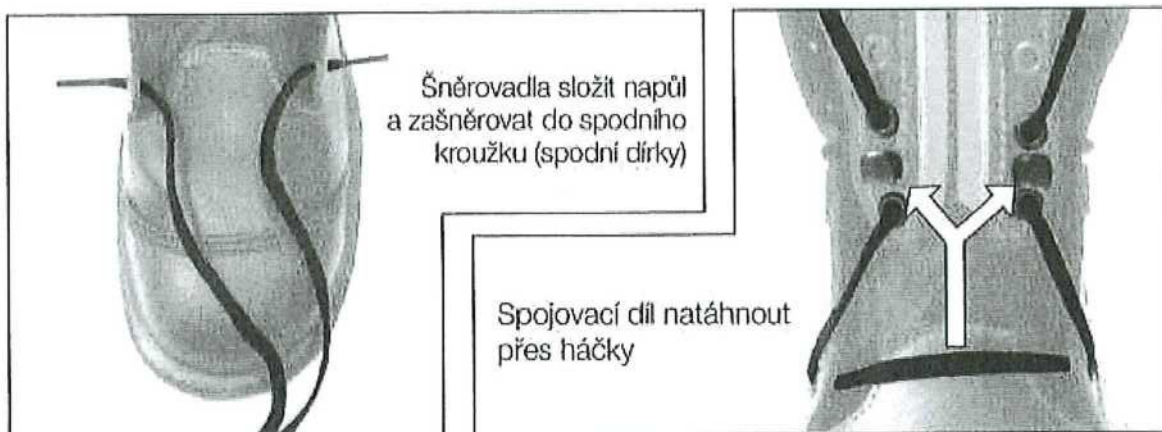 Šněrovadla složit napůl
a zašněrovat do spodního
kroužku (spodní dírky)
Spojovací díl natáhnout
přes háčky